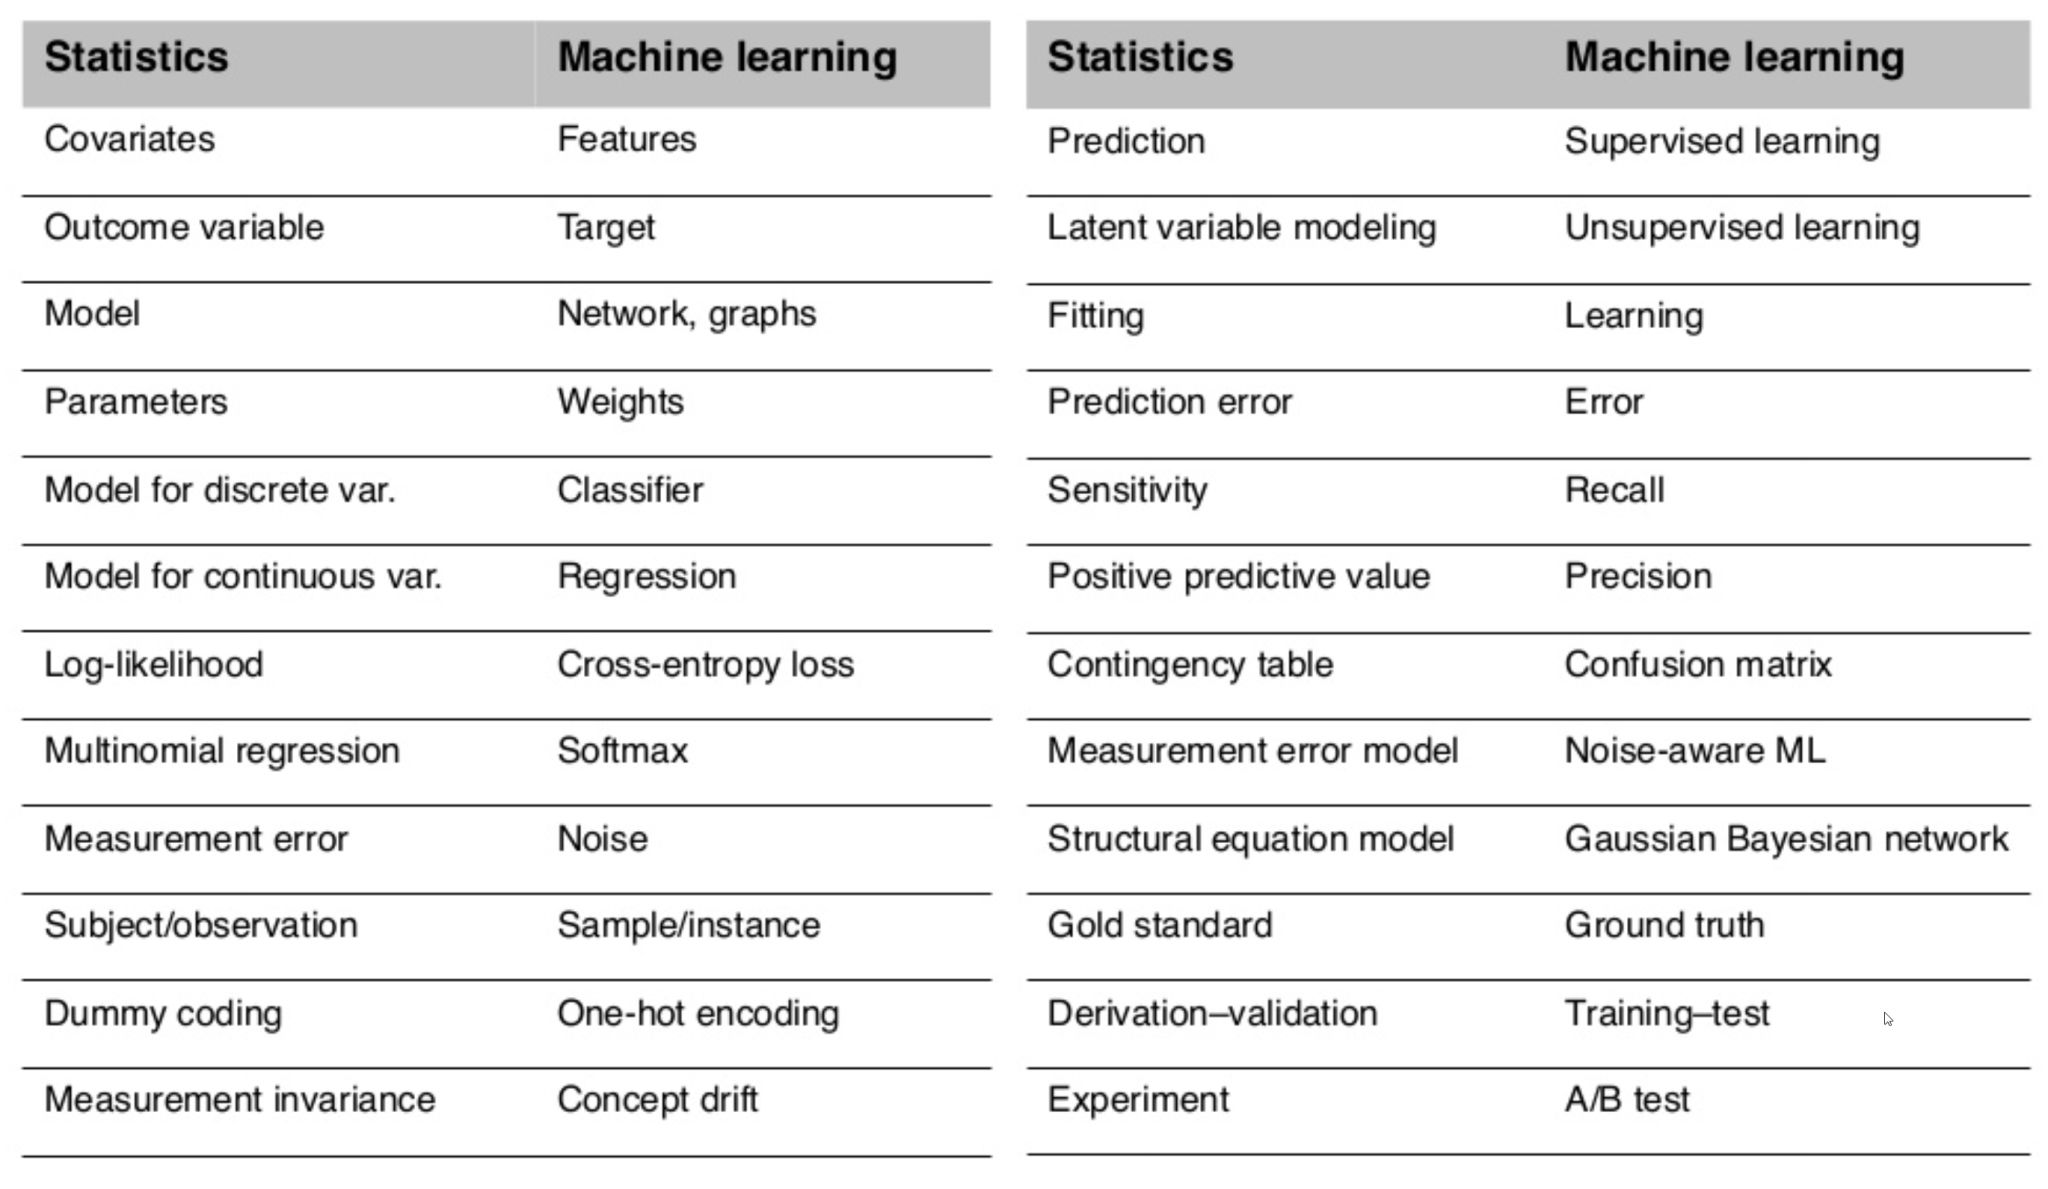 Statistics Machine learning
Covariates Features
Outcome variable Target
Model Network, graphs
Parameters Weights
Model for discrete var. Classifier
Model for continuous var. Regression
Log-likelihood Cross-entropy loss
Multinomial regression Softmax
Measurement error Noise
Subject/observation Sample/instance
Dummy coding One-hot encoding
Measurement invariance Concept drift
Statistics Machine learning
Prediction Supervised learning
Latent variable modeling Unsupervised learning
Fitting Learning
Prediction error Error
Sensitivity Recall
Positive predictive value Precision
Contingency table Confusion matrix
Measurement error model Noise-aware ML
Structural equation model Gaussian Bayesian network
Gold standard Ground truth
Derivation–validation Training–test
Experiment A/B test